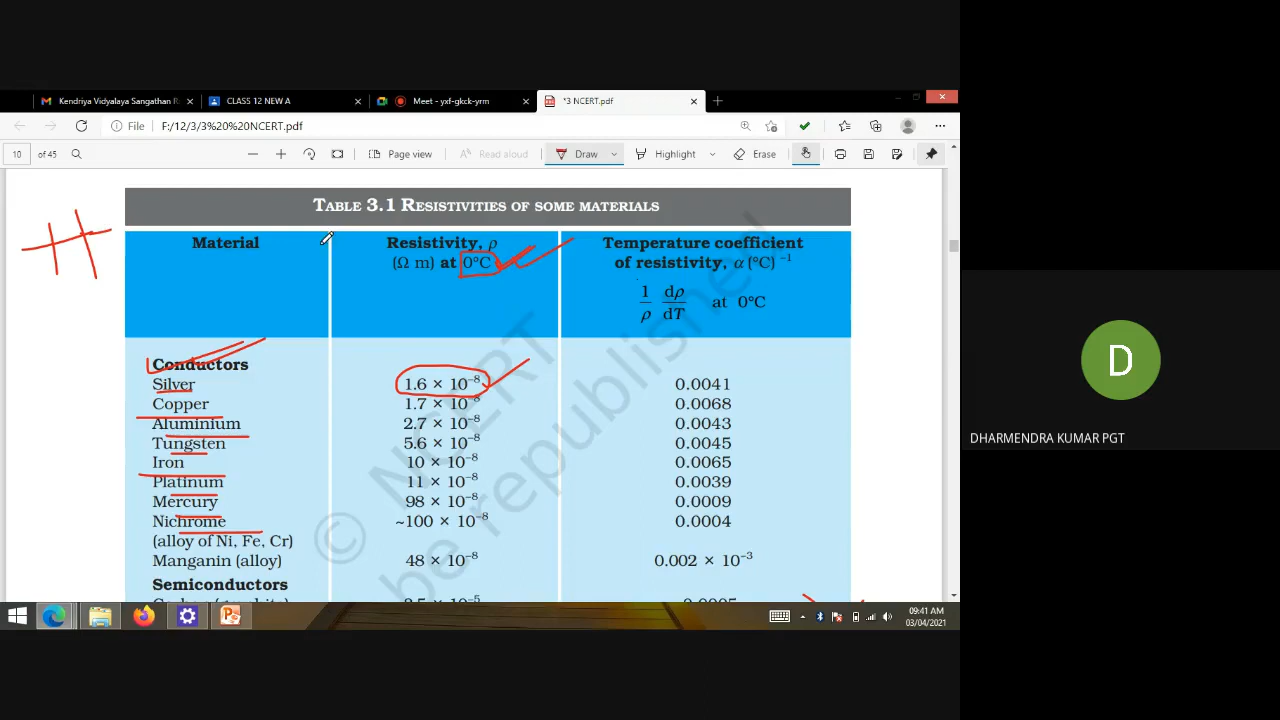 Kendriya Vidyalaya Sangathan R
CLASS 12 NEW A
Meet - yxf-gkck-yrm
*3 NCERT.pdf
File
F:/12/3/3%20%20NCERT.pdf
10 of 45
Page view
Read aloud
Draw
Highlight
Erase
TABLE 3.1 RESISTIVITIES OF SOME MATERIALS
Material Resistivity, ρ Temperature coefficient
(Ω m) at 0°C of resistivity, α (°C)⁻¹
1 dρ
ρ dT at 0°C
Conductors
Silver 1.6 × 10⁻⁸ 0.0041
Copper 1.7 × 10⁻⁸ 0.0068
Aluminium 2.7 × 10⁻⁸ 0.0043
Tungsten 5.6 × 10⁻⁸ 0.0045
Iron 10 × 10⁻⁸ 0.0065
Platinum 11 × 10⁻⁸ 0.0039
Mercury 98 × 10⁻⁸ 0.0009
Nichrome ~100 × 10⁻⁸ 0.0004
(alloy of Ni, Fe, Cr)
Manganin (alloy) 48 × 10⁻⁸ 0.002 × 10⁻³
Semiconductors
© NCERT
be republished
D
DHARMENDRA KUMAR PGT
09:41 AM
03/04/2021